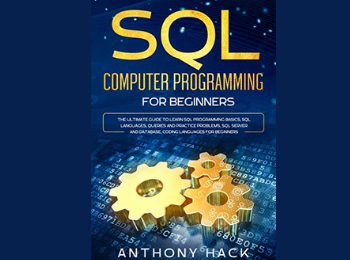 SQL
COMPUTER PROGRAMMING
FOR BEGINNERS
THE ULTIMATE GUIDE TO LEARN SQL PROGRAMMING BASICS, SQL
LANGUAGES, QUERIES AND PRACTICE PROBLEMS, SQL SERVER
AND DATABASE, CODING LANGUAGES FOR BEGINNERS
ANTHONY HACK